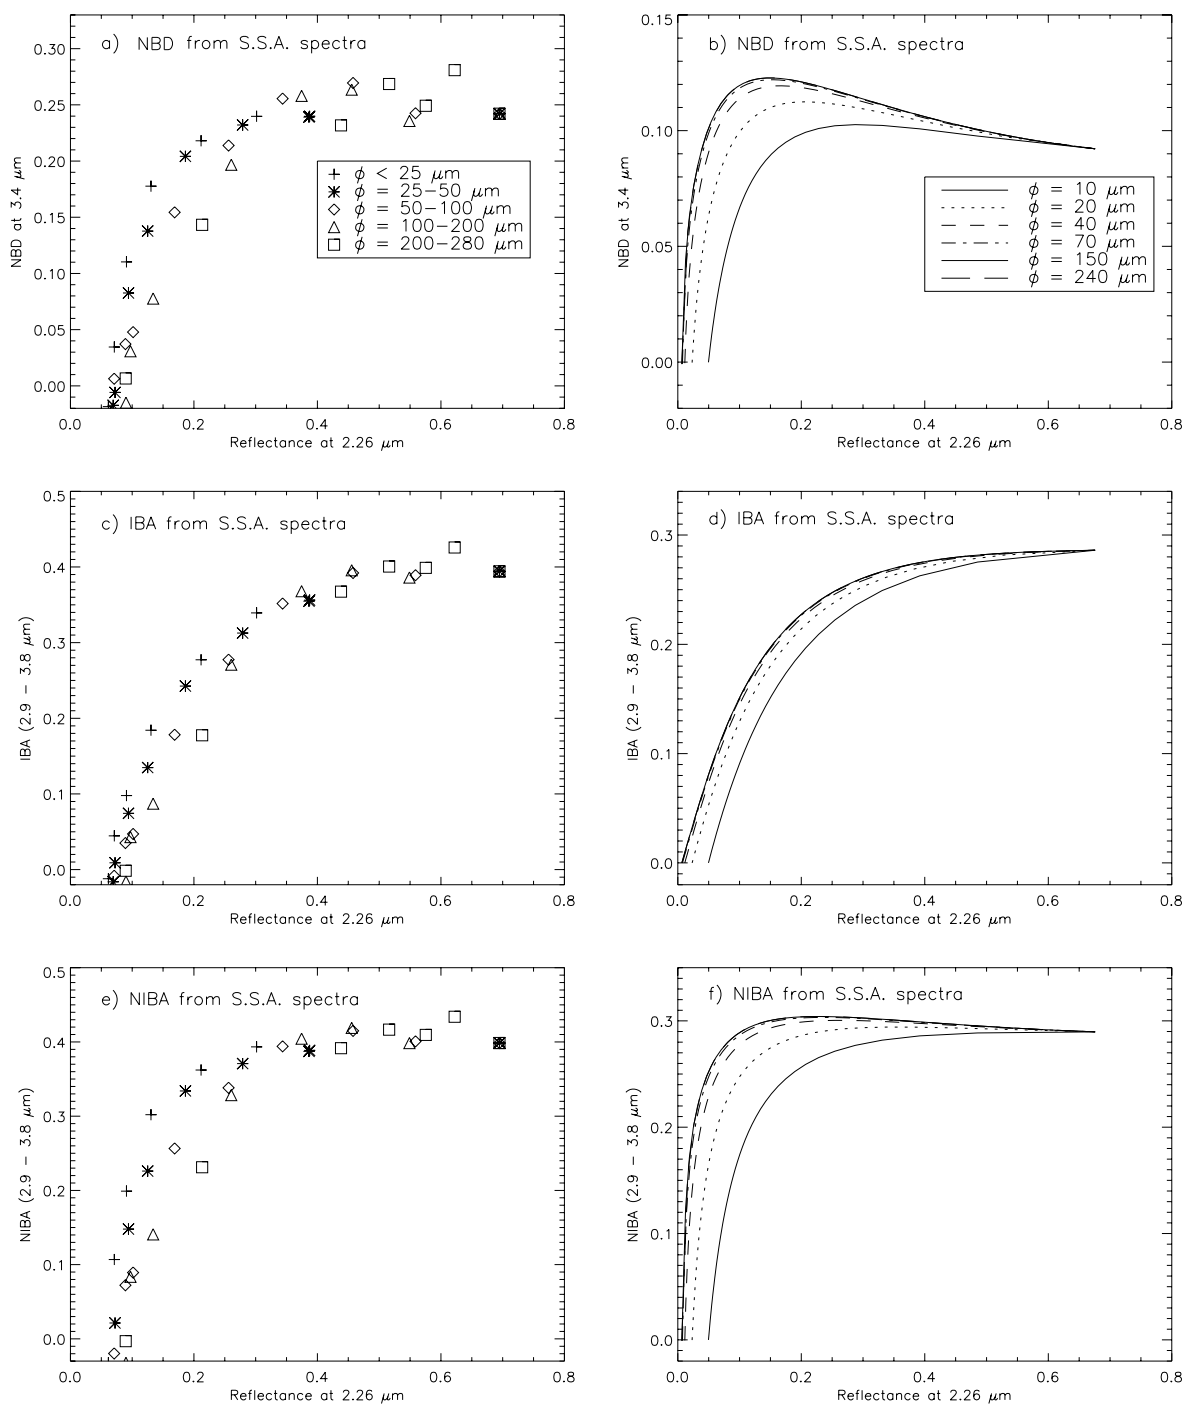 a) NBD from S.S.A. spectra
0.30
0.25
0.20
0.15
0.10
0.05
0.00
NBD at 3.4 μm
+ ϕ < 25 μm
ϕ = 25−50 μm
ϕ = 50−100 μm
ϕ = 100−200 μm
ϕ = 200−280 μm
0.0 0.2 0.4 0.6 0.8
Reflectance at 2.26 μm
b) NBD from S.S.A. spectra
0.15
0.10
0.05
0.00
NBD at 3.4 μm
ϕ = 10 μm
ϕ = 20 μm
ϕ = 40 μm
ϕ = 70 μm
ϕ = 150 μm
ϕ = 240 μm
0.0 0.2 0.4 0.6 0.8
Reflectance at 2.26 μm
c) IBA from S.S.A. spectra
0.5
0.4
0.3
0.2
0.1
0.0
IBA (2.9 − 3.8 μm)
0.0 0.2 0.4 0.6 0.8
Reflectance at 2.26 μm
d) IBA from S.S.A. spectra
0.3
0.2
0.1
0.0
IBA (2.9 − 3.8 μm)
0.0 0.2 0.4 0.6 0.8
Reflectance at 2.26 μm
e) NIBA from S.S.A. spectra
0.5
0.4
0.3
0.2
0.1
0.0
NIBA (2.9 − 3.8 μm)
0.0 0.2 0.4 0.6 0.8
Reflectance at 2.26 μm
f) NIBA from S.S.A. spectra
0.3
0.2
0.1
0.0
NIBA (2.9 − 3.8 μm)
0.0 0.2 0.4 0.6 0.8
Reflectance at 2.26 μm